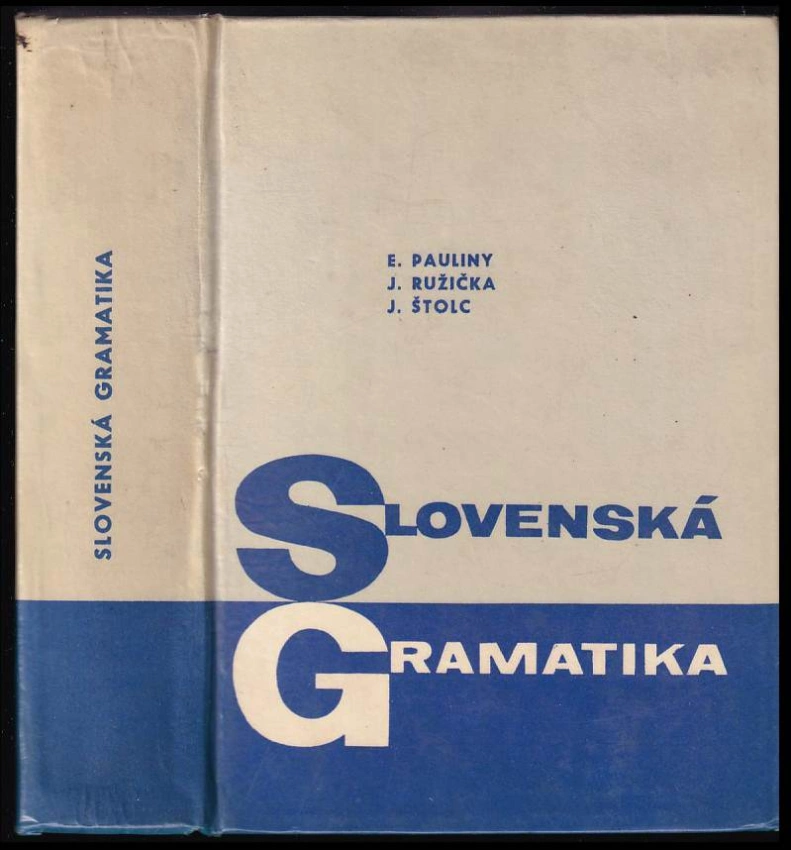 SLOVENSKÁ GRAMATIKA
E. PAULINY
J. RUŽIČKA
J. ŠTOLC
SLOVENSKÁ
GRAMATIKA